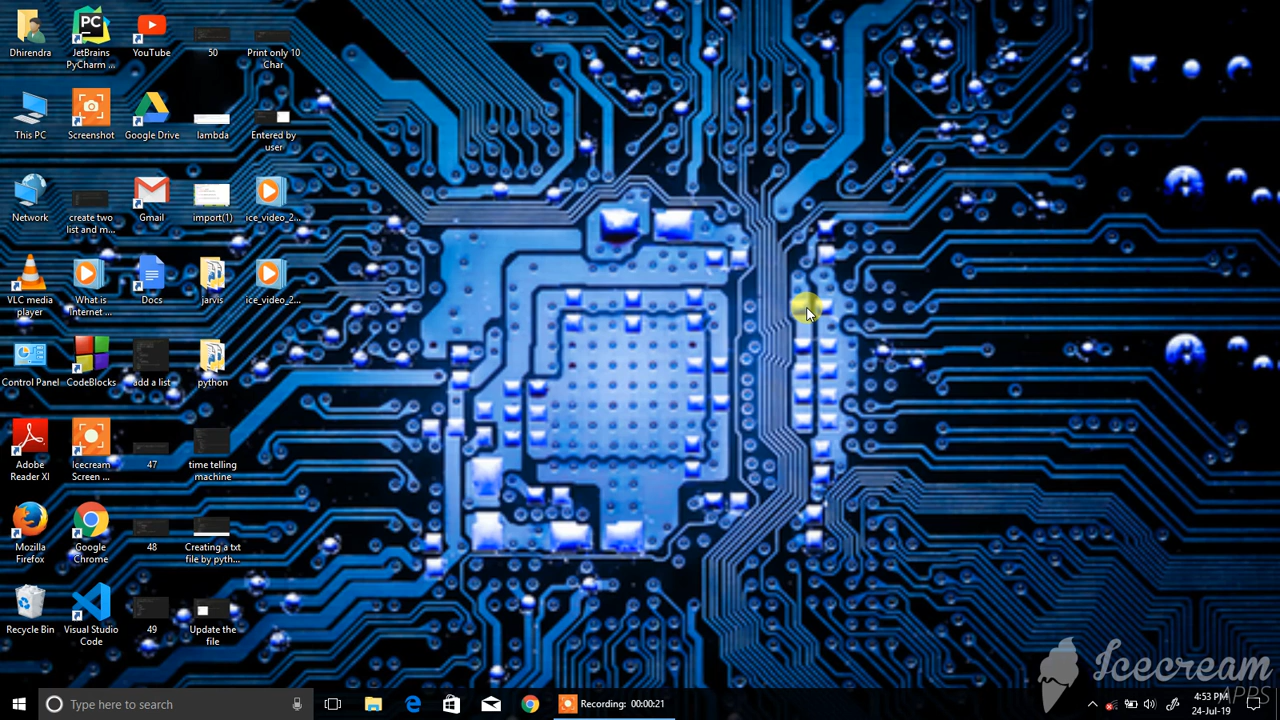 Dhirendra
JetBrains
PyCharm ...
YouTube
50
Print only 10
Char
This PC
Screenshot
Google Drive
lambda
Entered by
user
Network
create two
list and m...
Gmail
import(1)
ice_video_2...
VLC media
player
What is
Internet ...
Docs
jarvis
ice_video_2...
Control Panel
CodeBlocks
add a list
python
Adobe
Reader XI
Icecream
Screen ...
47
time telling
machine
Mozilla
Firefox
Google
Chrome
48
Creating a txt
file by pyth...
Recycle Bin
Visual Studio
Code
49
Update the
file
Icecream
APPS
Type here to search
Recording: 00:00:21
4:53 PM
24-Jul-19